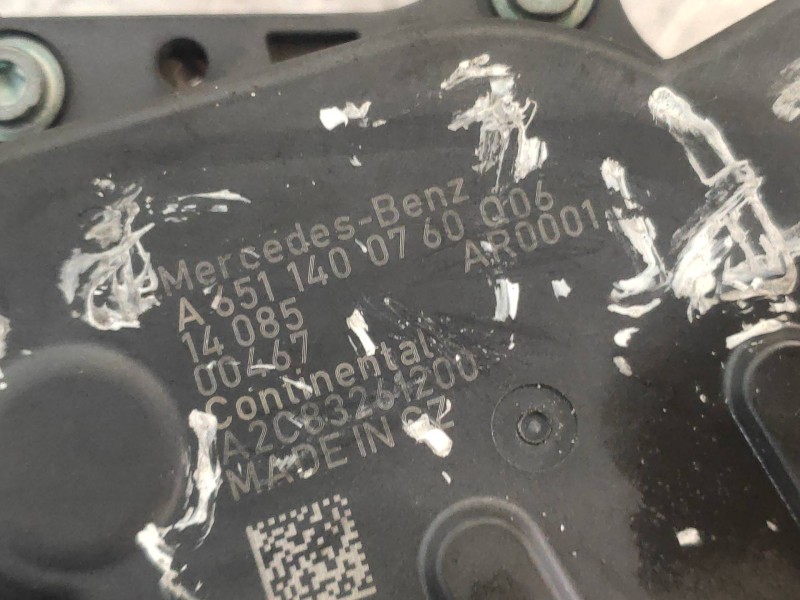 Mercedes-Benz
A 651 140 07 60 Q06
14 085 AR0001
00467
Continental
A2C83261200
MADE IN CZ